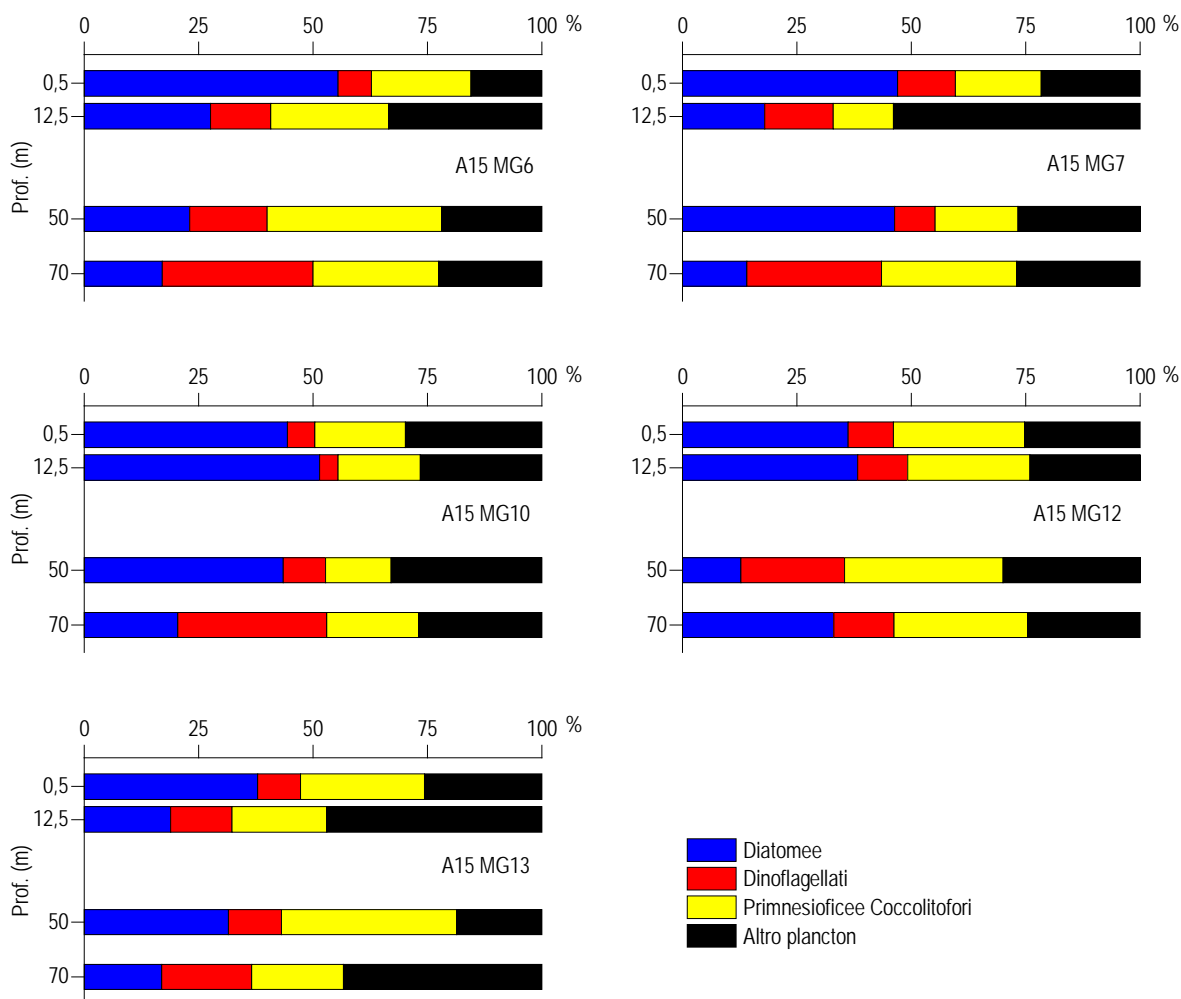 0 25 50 75 100 %
0,5
12,5
50
70
Prof. (m)
A15 MG6
0 25 50 75 100 %
0,5
12,5
50
70
A15 MG7
0 25 50 75 100 %
0,5
12,5
50
70
Prof. (m)
A15 MG10
0 25 50 75 100 %
0,5
12,5
50
70
A15 MG12
0 25 50 75 100 %
0,5
12,5
50
70
Prof. (m)
A15 MG13
Diatomee
Dinoflagellati
Primnesioficee Coccolitofori
Altro plancton